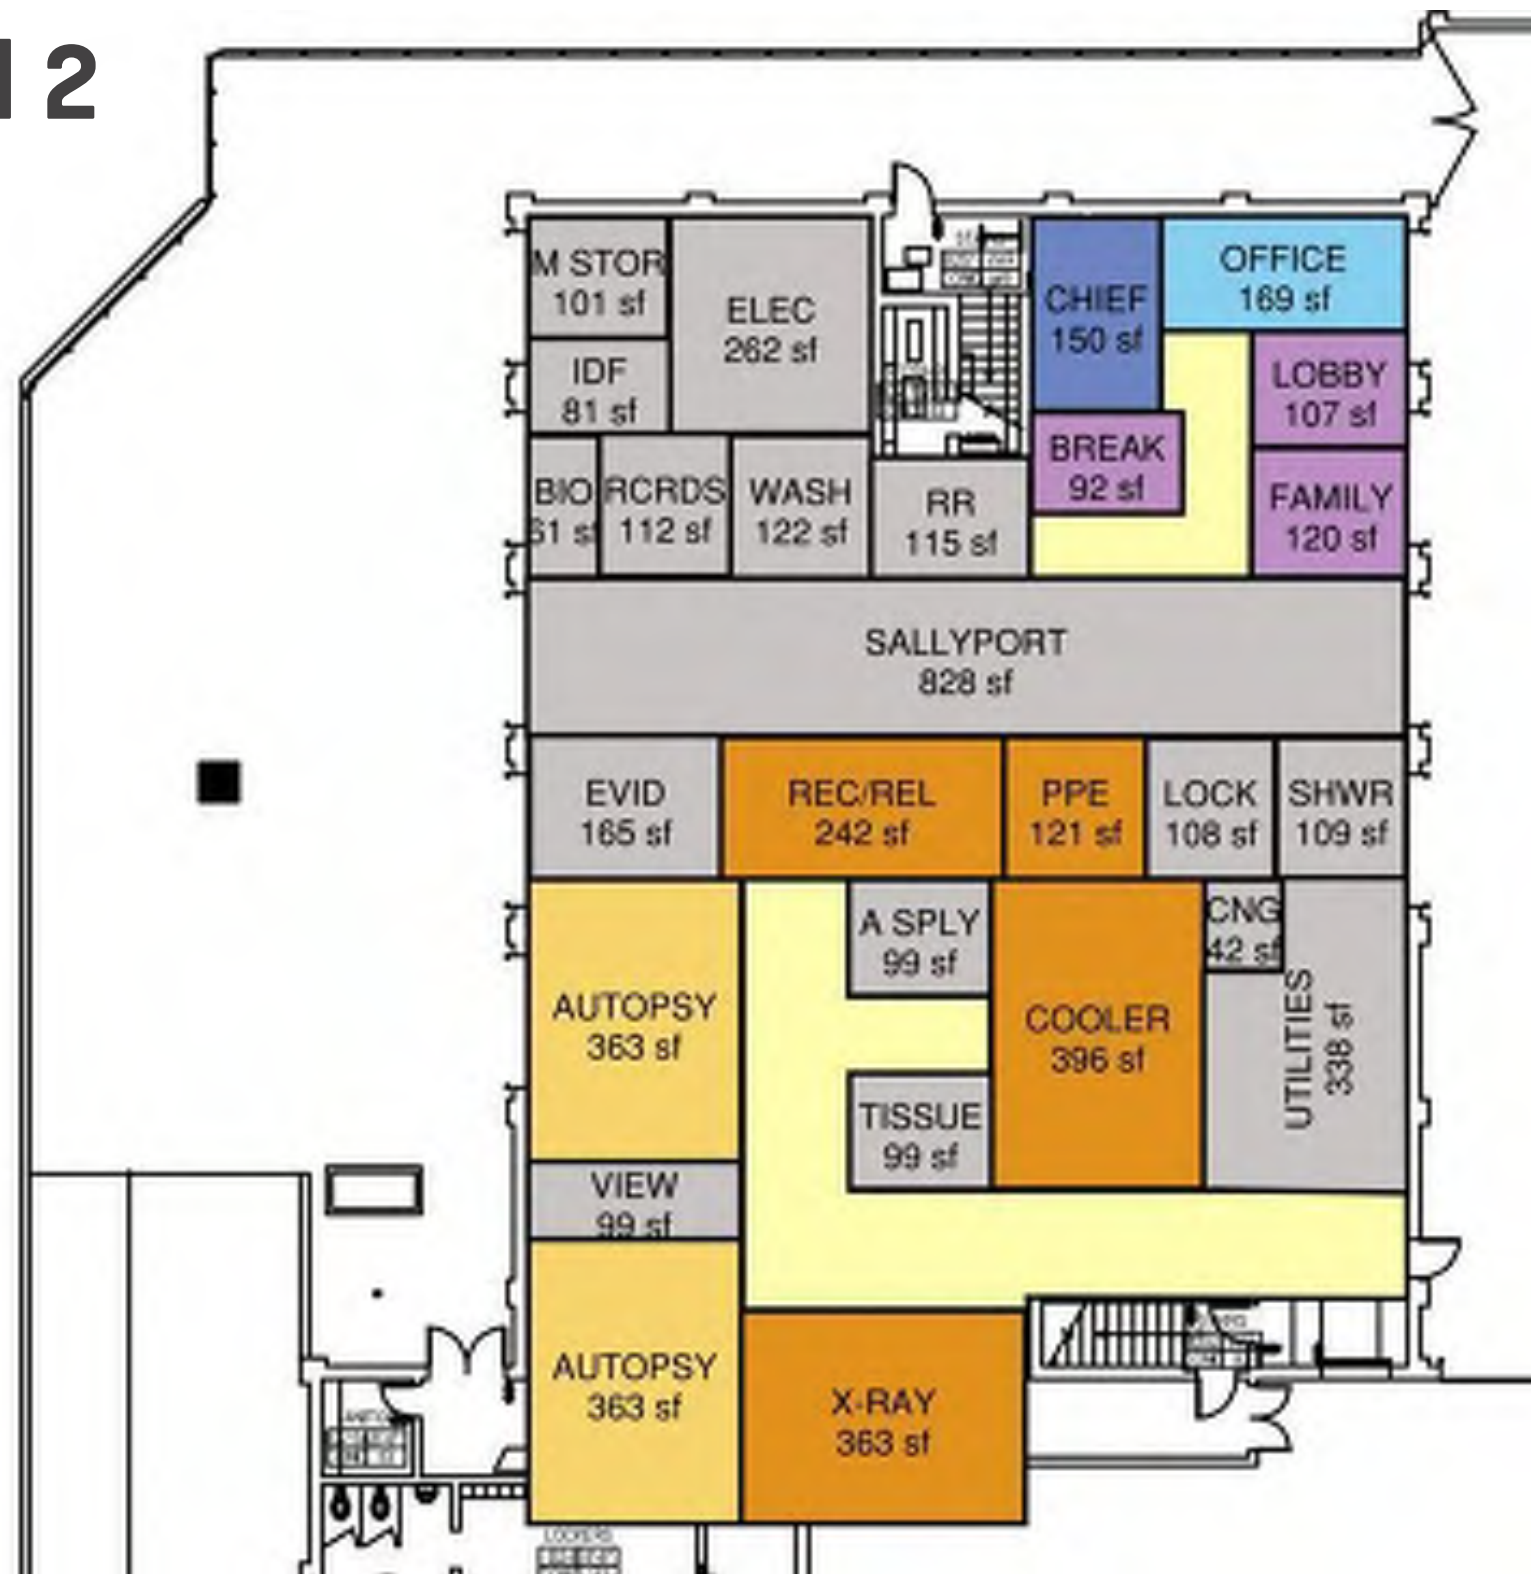 2
M STOR
101 sf
ELEC
262 sf
CHIEF
150 sf
OFFICE
169 sf
IDF
81 sf
LOBBY
107 sf
BREAK
92 sf
BIO
61 sf
RCRDS
112 sf
WASH
122 sf
RR
115 sf
FAMILY
120 sf
SALLYPORT
828 sf
EVID
165 sf
REC/REL
242 sf
PPE
121 sf
LOCK
108 sf
SHWR
109 sf
AUTOPSY
363 sf
A SPLY
99 sf
COOLER
396 sf
CNG
42 sf
UTILITIES
338 sf
TISSUE
99 sf
VIEW
99 sf
AUTOPSY
363 sf
X-RAY
363 sf
LOCKERS